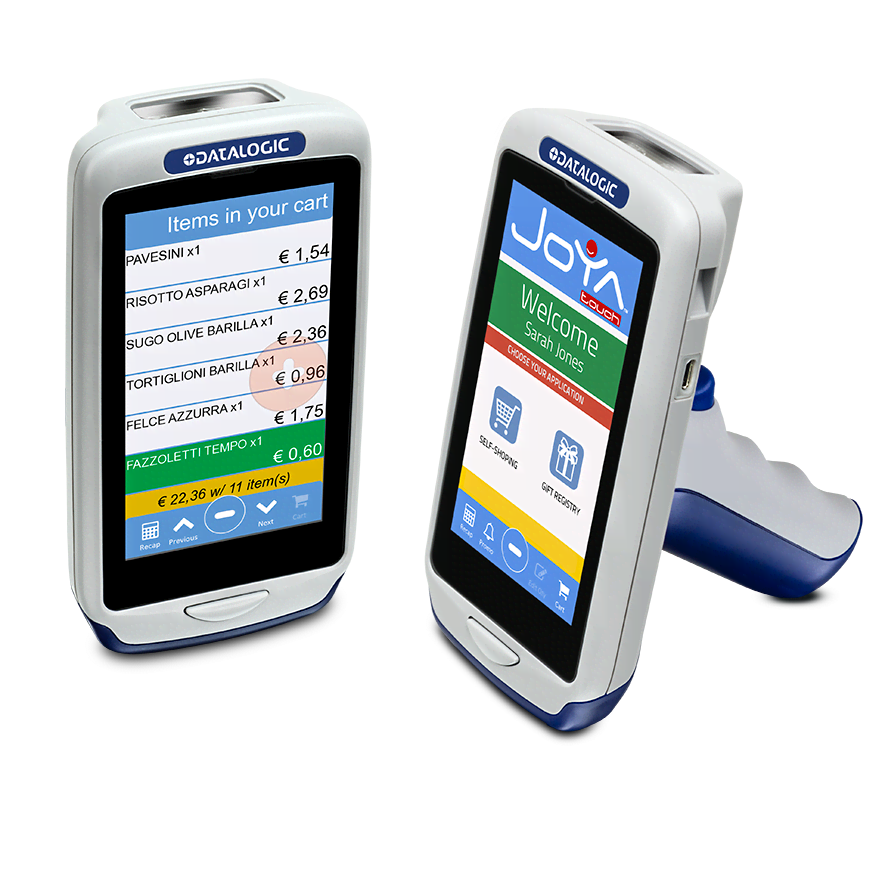 DATALOGIC
Items in your cart
PAVESINI x1
€ 1,54
RISOTTO ASPARAGI x1
€ 2,69
SUGO OLIVE BARILLA x1
€ 2,36
TORTIGLIONI BARILLA x1
€ 0,96
FELCE AZZURRA x1
€ 1,75
FAZZOLETTI TEMPO x1
€ 0,60
€ 22,36 w/ 11 item(s)
Recap Previous Next Cart
DATALOGIC
JOYA
touch
Welcome
Sarah Jones
CHOOSE YOUR APPLICATION
SELF-SHOPING
GIFT REGISTRY
Recap Promo Cart